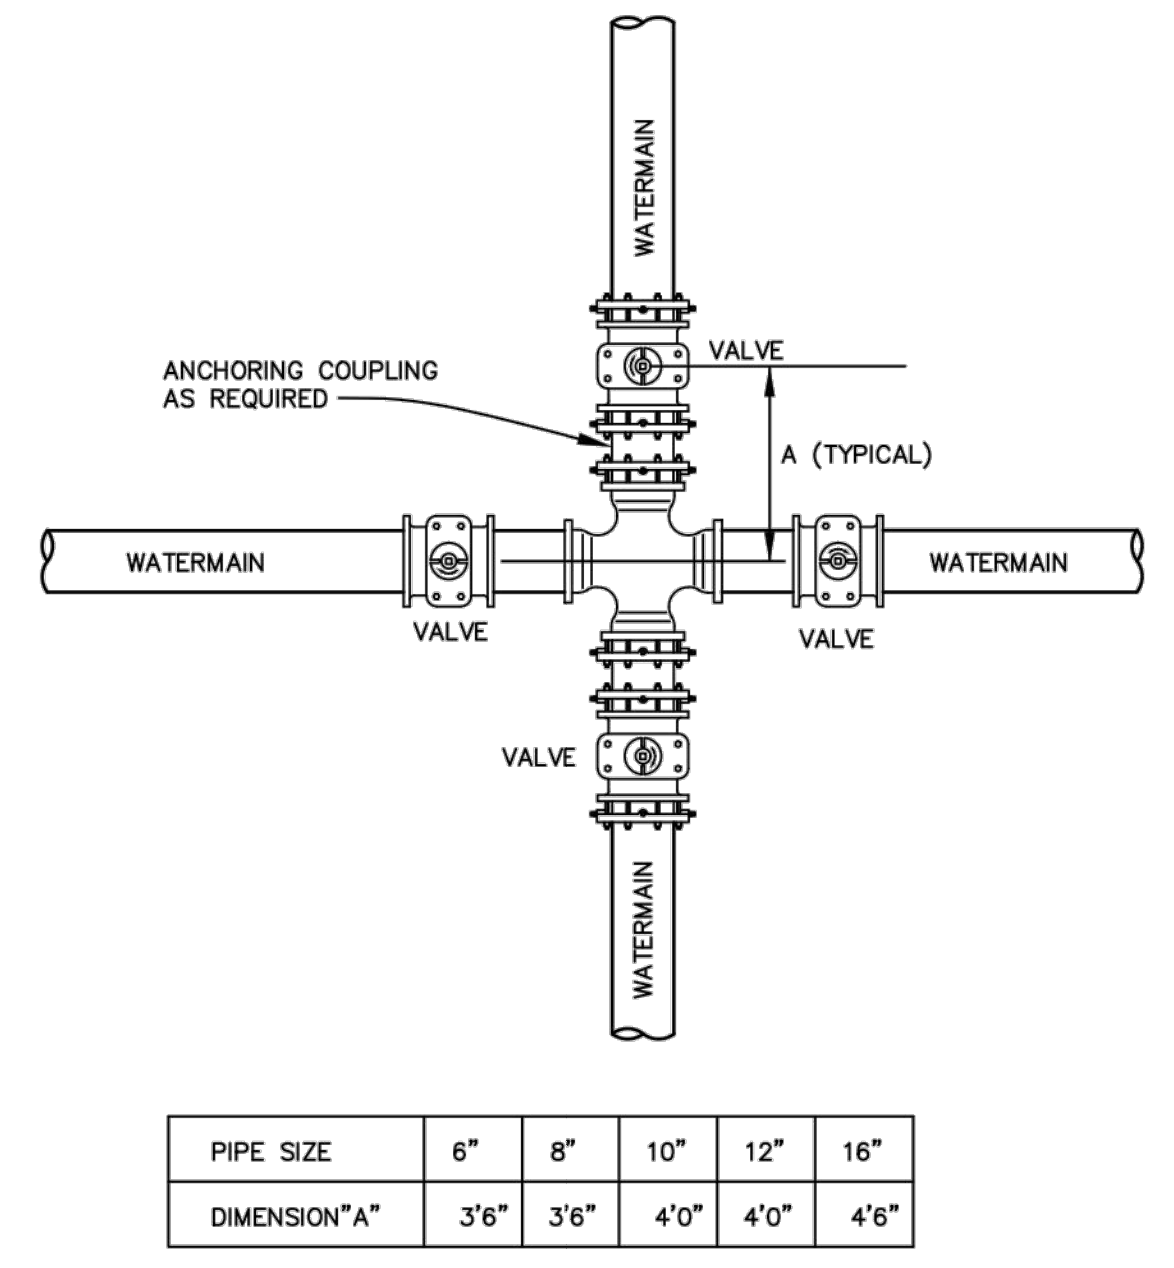 WATERMAIN
VALVE
ANCHORING COUPLING
AS REQUIRED
A (TYPICAL)
WATERMAIN
WATERMAIN
VALVE
VALVE
VALVE
WATERMAIN
PIPE SIZE 6” 8” 10” 12” 16”
DIMENSION”A” 3'6” 3'6” 4'0” 4'0” 4'6”